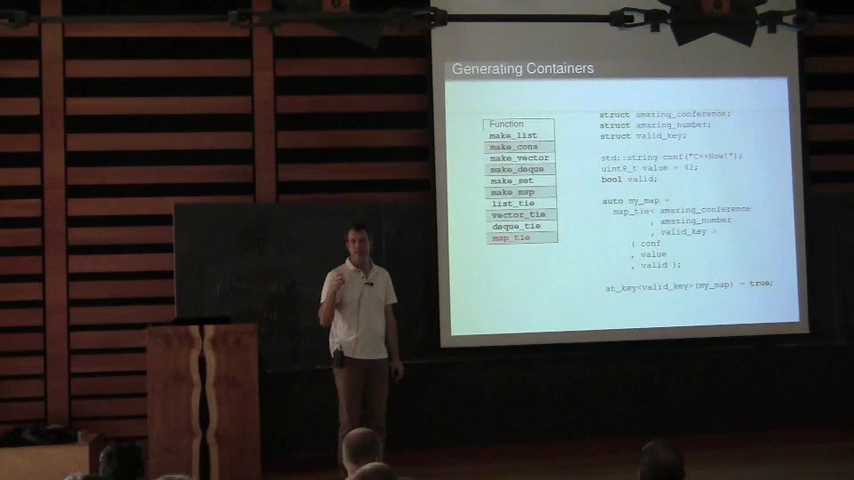 Generating Containers
Function
make_list
make_cons
make_vector
make_deque
make_set
make_map
list_tie
vector_tie
deque_tie
map_tie
struct amazing_conference;
struct amazing_number;
struct valid_key;
std::string conf("C++Now!");
uint8_t value = 42;
bool valid;
auto my_map =
map_tie< amazing_conference
, amazing_number
, valid_key >
( conf
, value
, valid );
at_key<valid_key>(my_map) = true;